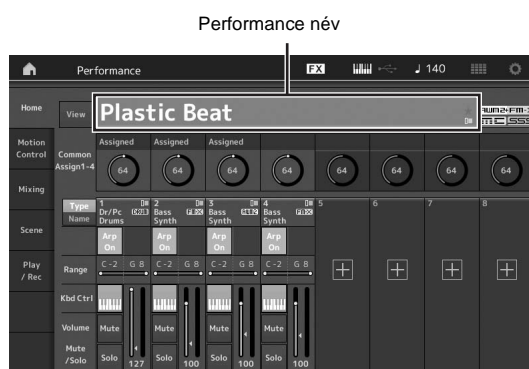 Performance név
Performance FX ♩ 140
Home View Plastic Beat
Motion Control Common Assign1-4 Assigned Assigned Assigned
64 64 64 64 64 64 64 64
Mixing
Type Name 1 Dr/Pc Drums 2 Bass Synth 3 Bass Synth 4 Bass Synth 5 6 7 8
Scene Arp On Arp On Arp On Arp On
Play / Rec Range C -2 G 8 C -2 G 8 C -2 G 8 C -2 G 8
Kbd Ctrl
Volume Mute Mute Mute Mute
Mute /Solo Solo 127 Solo 100 Solo 100 Solo 100